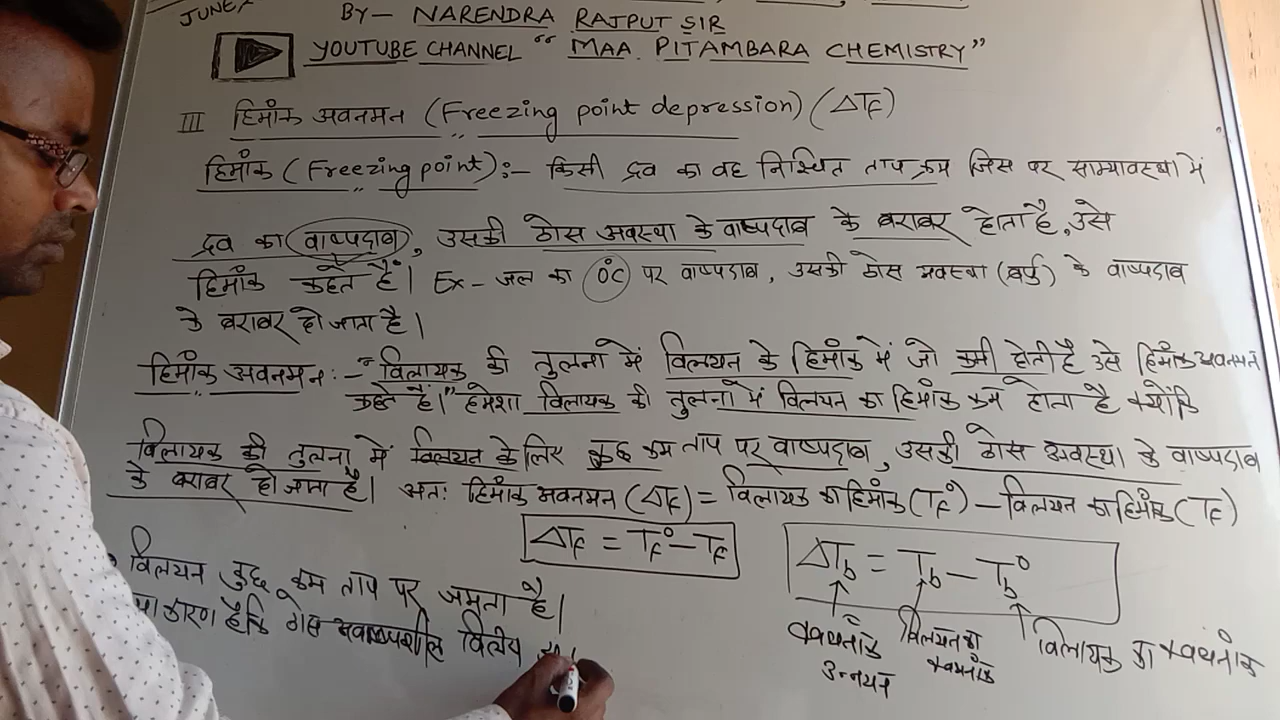 JUNE
BY- NARENDRA RAJPUT SIR
YOUTUBE CHANNEL "MAA PITAMBARA CHEMISTRY"
III हिमांक अवनमन (Freezing point depression) (ΔTF)
हिमांक (Freezing point):- किसी द्रव का वह निश्चित ताप क्रम जिस पर साम्यावस्था में
द्रव का वाष्पदाब, उसकी ठोस अवस्था के वाष्पदाब के बराबर होता है, उसे
हिमांक कहते हैं। Ex- जल का 0°C पर वाष्पदाब, उसकी ठोस अवस्था (बर्फ) के वाष्पदाब
के बराबर हो जाता है।
हिमांक अवनमन:- "विलायक की तुलना में विलयन के हिमांक में जो कमी होती है उसे हिमांक अवनमन
कहते हैं।" हमेशा विलायक की तुलना में विलयन का हिमांक कम होता है क्योंकि
विलायक की तुलना में विलयन के लिए कुछ कम ताप पर वाष्पदाब, उसकी ठोस अवस्था के वाष्पदाब
के बराबर हो जाता है। अतः हिमांक अवनमन (ΔTF) = विलायक का हिमांक (TF°) - विलयन का हिमांक (TF)
ΔTF = TF° - TF
ΔTb = Tb - Tb°
क्वथनांक उन्नयन
विलयन का क्वथनांक
विलायक का क्वथनांक
विलयन कुछ कम ताप पर जमता है।
कारण है कि ठोस अवाष्पशील विलेय